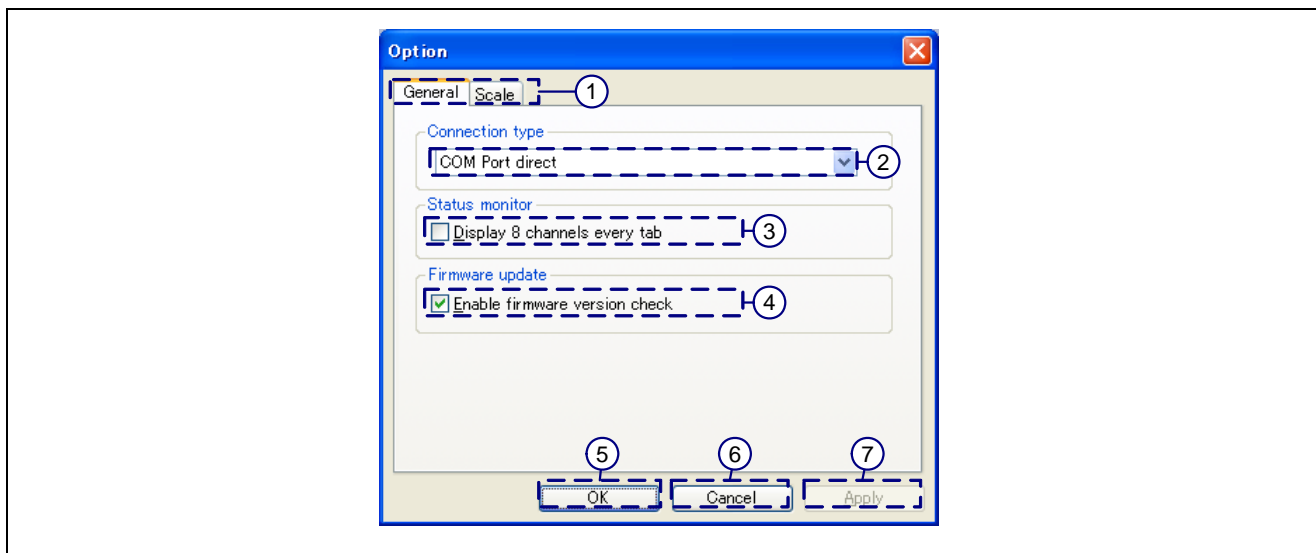 Option
General Scale 1
Connection type
COM Port direct 2
Status monitor
Display 8 channels every tab 3
Firmware update
Enable firmware version check 4
5 6 7
OK Cancel Apply